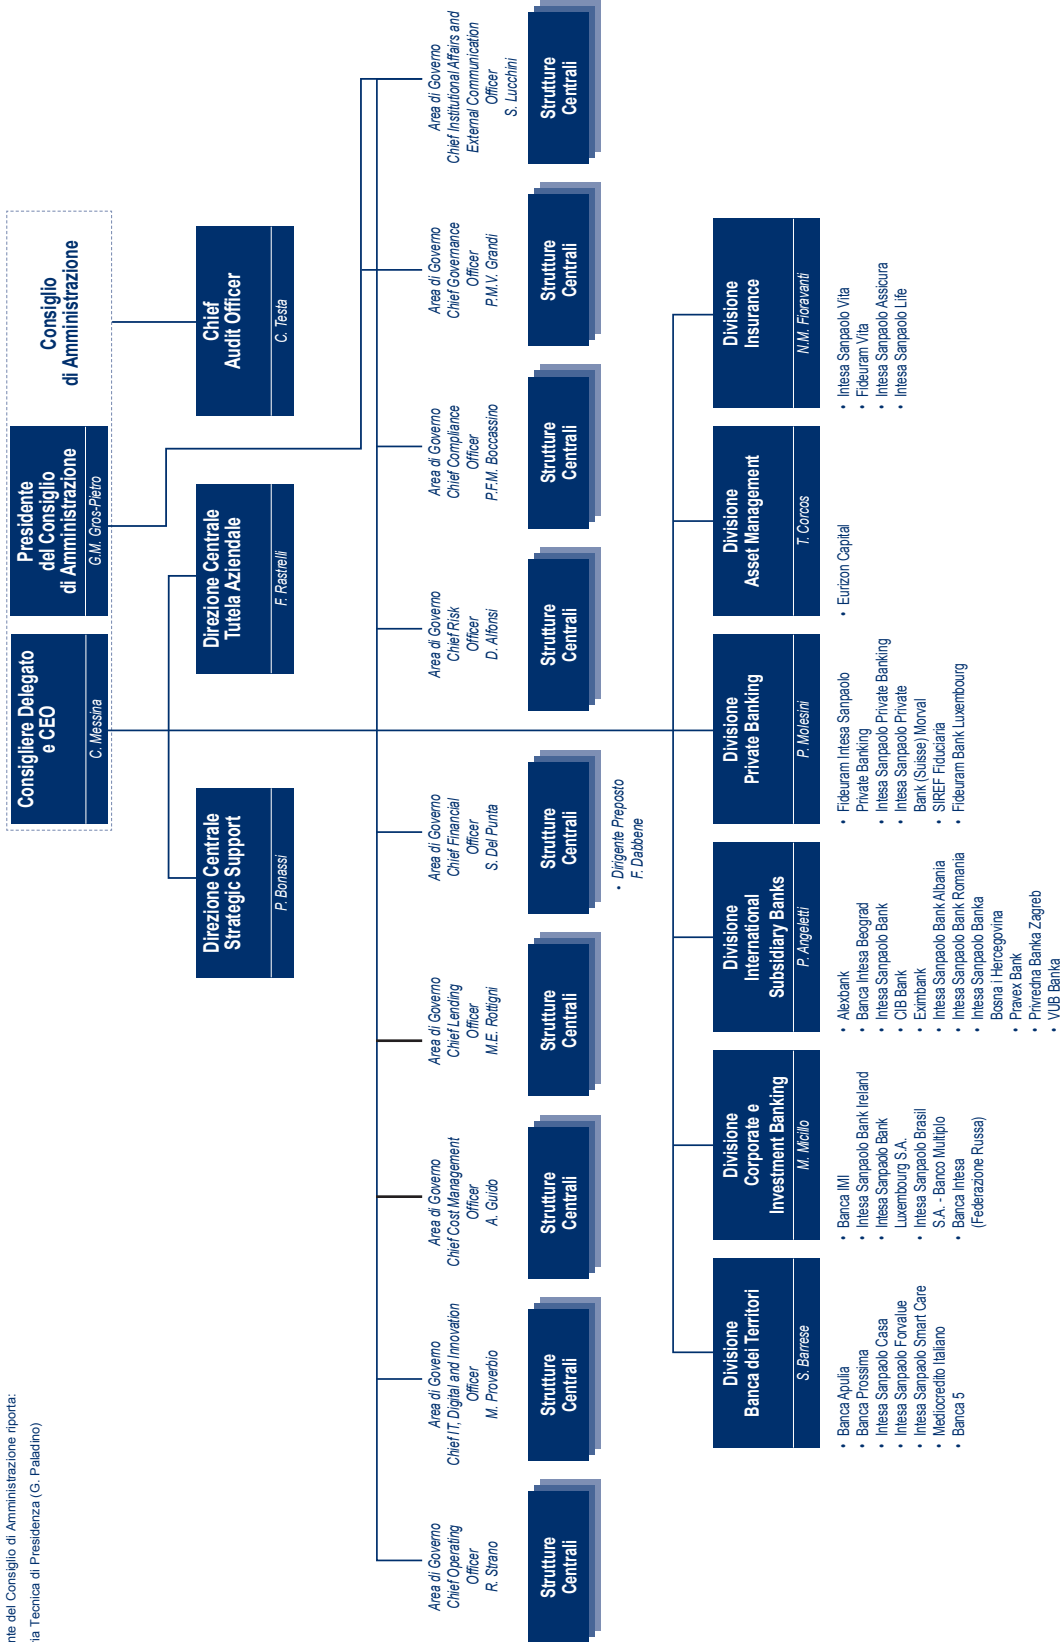 Consigliere Delegato
e CEO
C. Messina
Presidente
del Consiglio
di Amministrazione
G.M. Gros-Pietro
Consiglio
di Amministrazione
Direzione Centrale
Strategic Support
P. Bonassi
Direzione Centrale
Tutela Aziendale
F. Rastrelli
Chief
Audit Officer
C. Testa
nte del Consiglio di Amministrazione riporta:
ria Tecnica di Presidenza (G. Paladino)
Area di Governo
Chief Operating
Officer
R. Strano
Strutture
Centrali
Area di Governo
Chief IT, Digital and Innovation
Officer
M. Proverbio
Strutture
Centrali
Area di Governo
Chief Cost Management
Officer
A. Guido
Strutture
Centrali
Area di Governo
Chief Lending
Officer
M.E. Rottigni
Strutture
Centrali
Area di Governo
Chief Financial
Officer
S. Del Punta
Strutture
Centrali
• Dirigente Preposto
F. Dabbene
Area di Governo
Chief Risk
Officer
D. Alfonsi
Strutture
Centrali
Area di Governo
Chief Compliance
Officer
P.F.M. Boccassino
Strutture
Centrali
Area di Governo
Chief Governance
Officer
P.M.V. Grandi
Strutture
Centrali
Area di Governo
Chief Institutional Affairs and
External Communication
Officer
S. Lucchini
Strutture
Centrali
Divisione
Banca dei Territori
S. Barrese
• Banca Apulia
• Banca Prossima
• Intesa Sanpaolo Casa
• Intesa Sanpaolo Forvalue
• Intesa Sanpaolo Smart Care
• Mediocredito Italiano
• Banca 5
Divisione
Corporate e
Investment Banking
M. Micillo
• Banca IMI
• Intesa Sanpaolo Bank Ireland
• Intesa Sanpaolo Bank
Luxembourg S.A.
• Intesa Sanpaolo Brasil
S.A. - Banco Multiplo
• Banca Intesa
(Federazione Russa)
Divisione
International
Subsidiary Banks
P. Angeletti
• Alexbank
• Banca Intesa Beograd
• Intesa Sanpaolo Bank
• CIB Bank
• Eximbank
• Intesa Sanpaolo Bank Albania
• Intesa Sanpaolo Bank Romania
• Intesa Sanpaolo Banka
Bosna i Hercegovina
• Pravex Bank
• Privredna Banka Zagreb
• VUB Banka
Divisione
Private Banking
P. Molesini
• Fideuram Intesa Sanpaolo
Private Banking
• Intesa Sanpaolo Private Banking
• Intesa Sanpaolo Private
Bank (Suisse) Morval
• SIREF Fiduciaria
• Fideuram Bank Luxembourg
Divisione
Asset Management
T. Corcos
• Eurizon Capital
Divisione
Insurance
N.M. Fioravanti
• Intesa Sanpaolo Vita
• Fideuram Vita
• Intesa Sanpaolo Assicura
• Intesa Sanpaolo Life